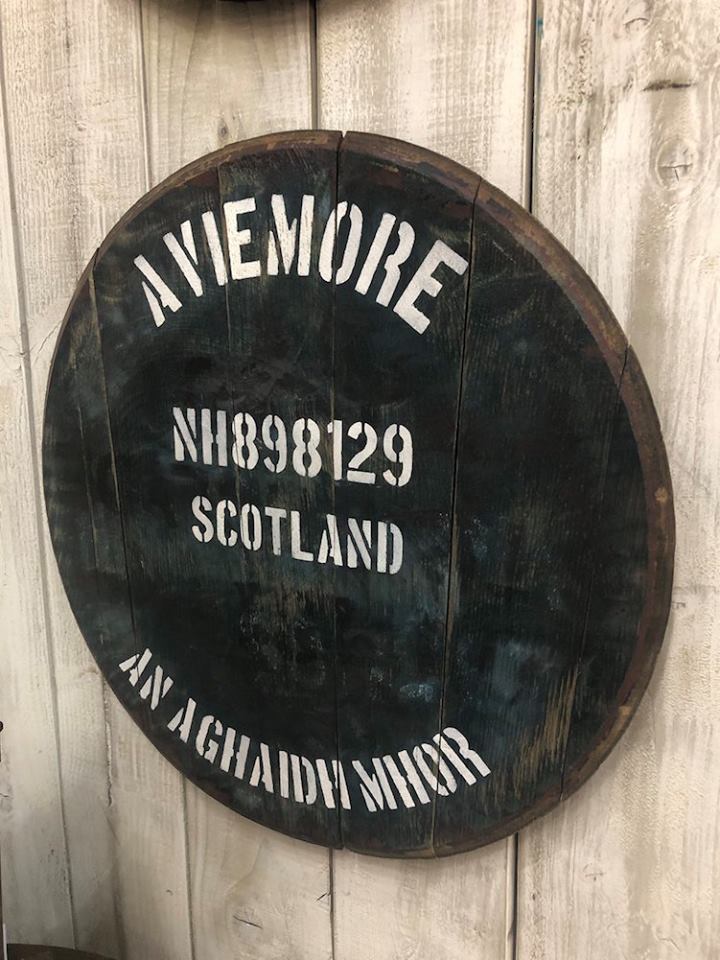 AVIEMORE
NH898129
SCOTLAND
AN AGHAIDH MHOR